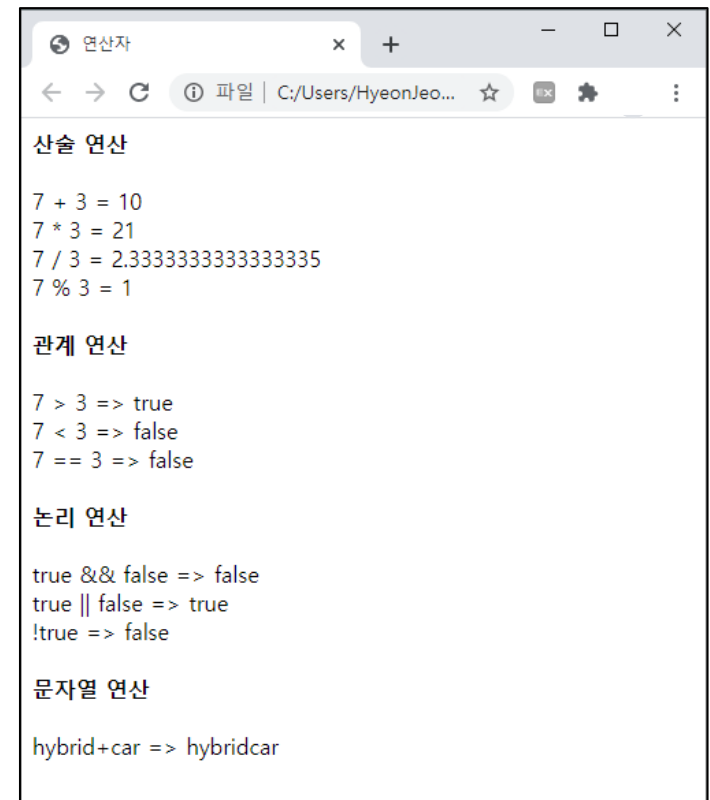 연산자
파일 | C:/Users/HyeonJeo...
산술 연산
7 + 3 = 10
7 * 3 = 21
7 / 3 = 2.3333333333333335
7 % 3 = 1
관계 연산
7 > 3 => true
7 < 3 => false
7 == 3 => false
논리 연산
true && false => false
true || false => true
!true => false
문자열 연산
hybrid+car => hybridcar